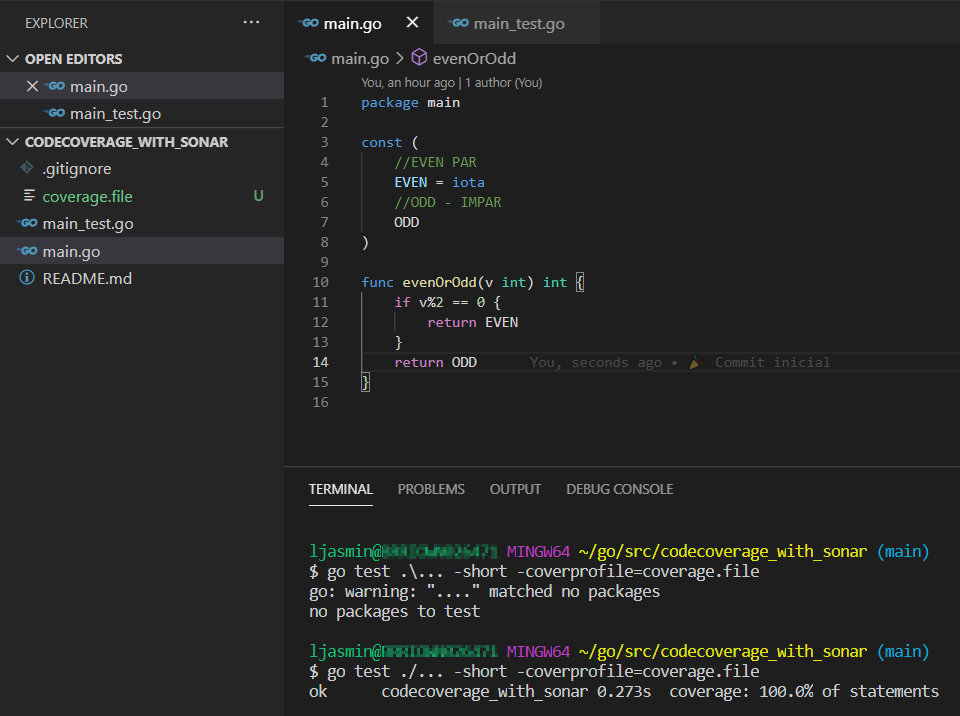 EXPLORER
OPEN EDITORS
GO main.go
GO main_test.go
CODECOVERAGE_WITH_SONAR
.gitignore
coverage.file U
GO main_test.go
GO main.go
README.md
GO main.go
GO main_test.go
GO main.go > evenOrOdd
You, an hour ago | 1 author (You)
1 package main
2
3 const (
4 //EVEN PAR
5 EVEN = iota
6 //ODD - IMPAR
7 ODD
8 )
9
10 func evenOrOdd(v int) int {
11 if v%2 == 0 {
12 return EVEN
13 }
14 return ODD You, seconds ago • 🎉 Commit inicial
15 }
16
TERMINAL PROBLEMS OUTPUT DEBUG CONSOLE
ljasmin@ MINGW64 ~/go/src/codecoverage_with_sonar (main)
$ go test .\... -short -coverprofile=coverage.file
go: warning: "...." matched no packages
no packages to test
ljasmin@ MINGW64 ~/go/src/codecoverage_with_sonar (main)
$ go test ./... -short -coverprofile=coverage.file
ok codecoverage_with_sonar 0.273s coverage: 100.0% of statements